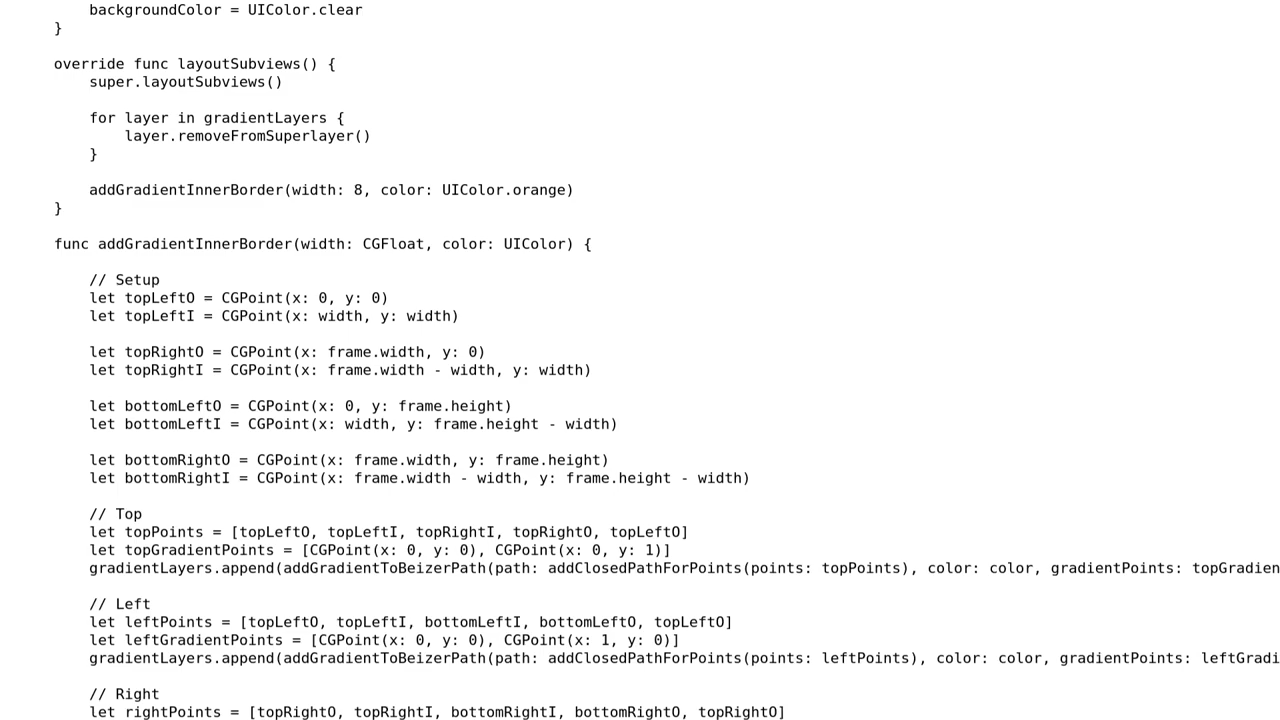 backgroundColor = UIColor.clear
}
override func layoutSubviews() {
super.layoutSubviews()
for layer in gradientLayers {
layer.removeFromSuperlayer()
}
addGradientInnerBorder(width: 8, color: UIColor.orange)
}
func addGradientInnerBorder(width: CGFloat, color: UIColor) {
// Setup
let topLeftO = CGPoint(x: 0, y: 0)
let topLeftI = CGPoint(x: width, y: width)
let topRightO = CGPoint(x: frame.width, y: 0)
let topRightI = CGPoint(x: frame.width - width, y: width)
let bottomLeftO = CGPoint(x: 0, y: frame.height)
let bottomLeftI = CGPoint(x: width, y: frame.height - width)
let bottomRightO = CGPoint(x: frame.width, y: frame.height)
let bottomRightI = CGPoint(x: frame.width - width, y: frame.height - width)
// Top
let topPoints = [topLeftO, topLeftI, topRightI, topRightO, topLeftO]
let topGradientPoints = [CGPoint(x: 0, y: 0), CGPoint(x: 0, y: 1)]
gradientLayers.append(addGradientToBeizerPath(path: addClosedPathForPoints(points: topPoints), color: color, gradientPoints: topGradien
// Left
let leftPoints = [topLeftO, topLeftI, bottomLeftI, bottomLeftO, topLeftO]
let leftGradientPoints = [CGPoint(x: 0, y: 0), CGPoint(x: 1, y: 0)]
gradientLayers.append(addGradientToBeizerPath(path: addClosedPathForPoints(points: leftPoints), color: color, gradientPoints: leftGradi
// Right
let rightPoints = [topRightO, topRightI, bottomRightI, bottomRightO, topRightO]